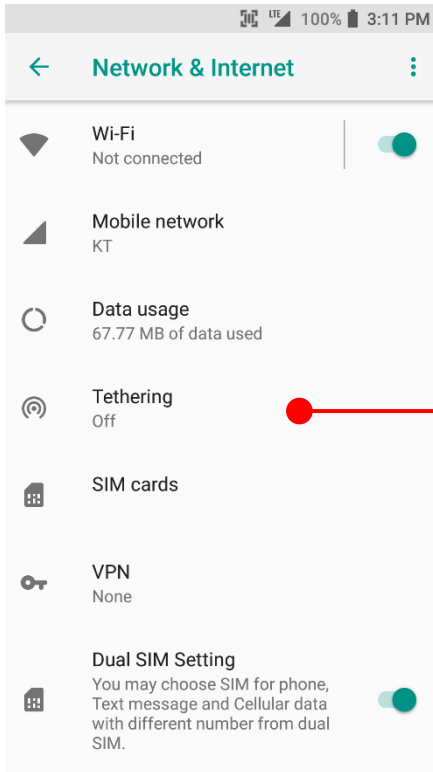 LTE 100% 3:11 PM
Network & Internet
Wi-Fi
Not connected
Mobile network
KT
Data usage
67.77 MB of data used
Tethering
Off
SIM cards
VPN
None
Dual SIM Setting
You may choose SIM for phone,
Text message and Cellular data
with different number from dual
SIM.